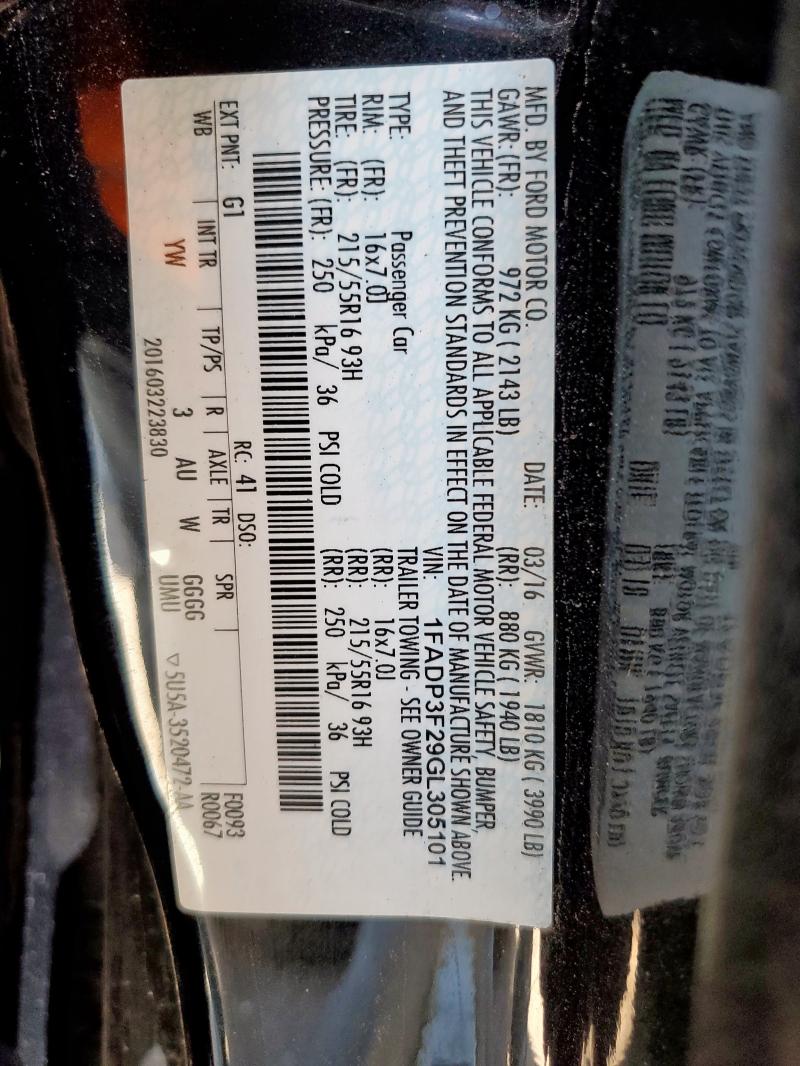 MFD. BY FORD MOTOR CO.
DATE: 03/16 GVWR: 1810 KG ( 3990 LB)
GAWR: (FR): 972 KG ( 2143 LB) (RR): 880 KG ( 1940 LB)
THIS VEHICLE CONFORMS TO ALL APPLICABLE FEDERAL MOTOR VEHICLE SAFETY, BUMPER,
AND THEFT PREVENTION STANDARDS IN EFFECT ON THE DATE OF MANUFACTURE SHOWN ABOVE.
VIN: 1FADP3F29GL305101
TYPE: Passenger Car TRAILER TOWING - SEE OWNER GUIDE
RIM: (FR): 16x7.0J (RR): 16x7.0J
TIRE: (FR): 215/55R16 93H (RR): 215/55R16 93H
PRESSURE (FR): 250 kPa/ 36 PSI COLD (RR): 250 kPa/ 36 PSI COLD
F0093
R0067
RC: 41 DSO:
EXT PNT: G1
WB INT TR TP/PS R AXLE TR SPR
YW 3 AU W GGGG
UMU
201603223830 ▽5U5A-3520472-AA